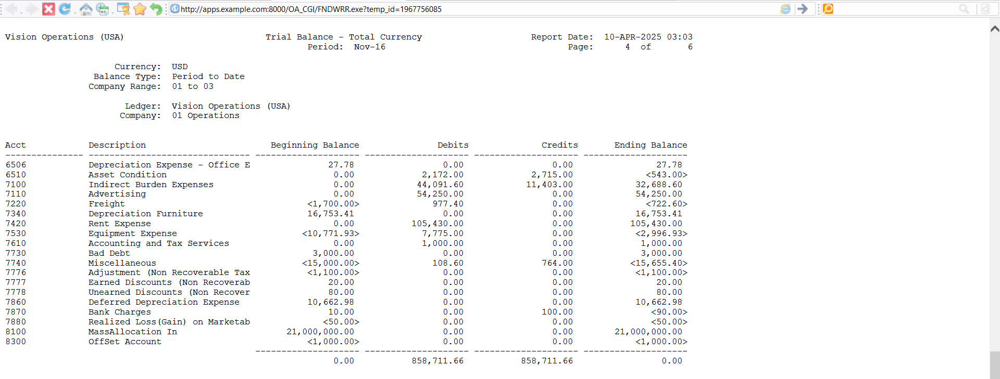 http://apps.example.com:8000/OA_CGI/FNDWRR.exe?temp_id=1967756085
Vision Operations (USA) Trial Balance - Total Currency Report Date: 10-APR-2025 03:03
Period: Nov-16 Page: 4 of 6
Currency: USD
Balance Type: Period to Date
Company Range: 01 to 03
Ledger: Vision Operations (USA)
Company: 01 Operations
Acct Description Beginning Balance Debits Credits Ending Balance
--------------- ------------------------------- -------------------- -------------------- -------------------- --------------------
6506 Depreciation Expense - Office E 27.78 0.00 0.00 27.78
6510 Asset Condition 0.00 2,172.00 2,715.00 <543.00>
7100 Indirect Burden Expenses 0.00 44,091.60 11,403.00 32,688.60
7110 Advertising 0.00 54,250.00 0.00 54,250.00
7220 Freight <1,700.00> 977.40 0.00 <722.60>
7340 Depreciation Furniture 16,753.41 0.00 0.00 16,753.41
7420 Rent Expense 0.00 105,430.00 0.00 105,430.00
7530 Equipment Expense <10,771.93> 7,775.00 0.00 <2,996.93>
7610 Accounting and Tax Services 0.00 1,000.00 0.00 1,000.00
7730 Bad Debt 3,000.00 0.00 0.00 3,000.00
7740 Miscellaneous <15,000.00> 108.60 764.00 <15,655.40>
7776 Adjustment (Non Recoverable Tax <1,100.00> 0.00 0.00 <1,100.00>
7777 Earned Discounts (Non Recoverab 20.00 0.00 0.00 20.00
7778 Unearned Discounts (Non Recover 80.00 0.00 0.00 80.00
7860 Deferred Depreciation Expense 10,662.98 0.00 0.00 10,662.98
7870 Bank Charges 10.00 0.00 100.00 <90.00>
7880 Realized Loss(Gain) on Marketab <50.00> 0.00 0.00 <50.00>
8100 MassAllocation In 21,000,000.00 0.00 0.00 21,000,000.00
8300 OffSet Account <1,000.00> 0.00 0.00 <1,000.00>
-------------------- -------------------- -------------------- --------------------
0.00 858,711.66 858,711.66 0.00